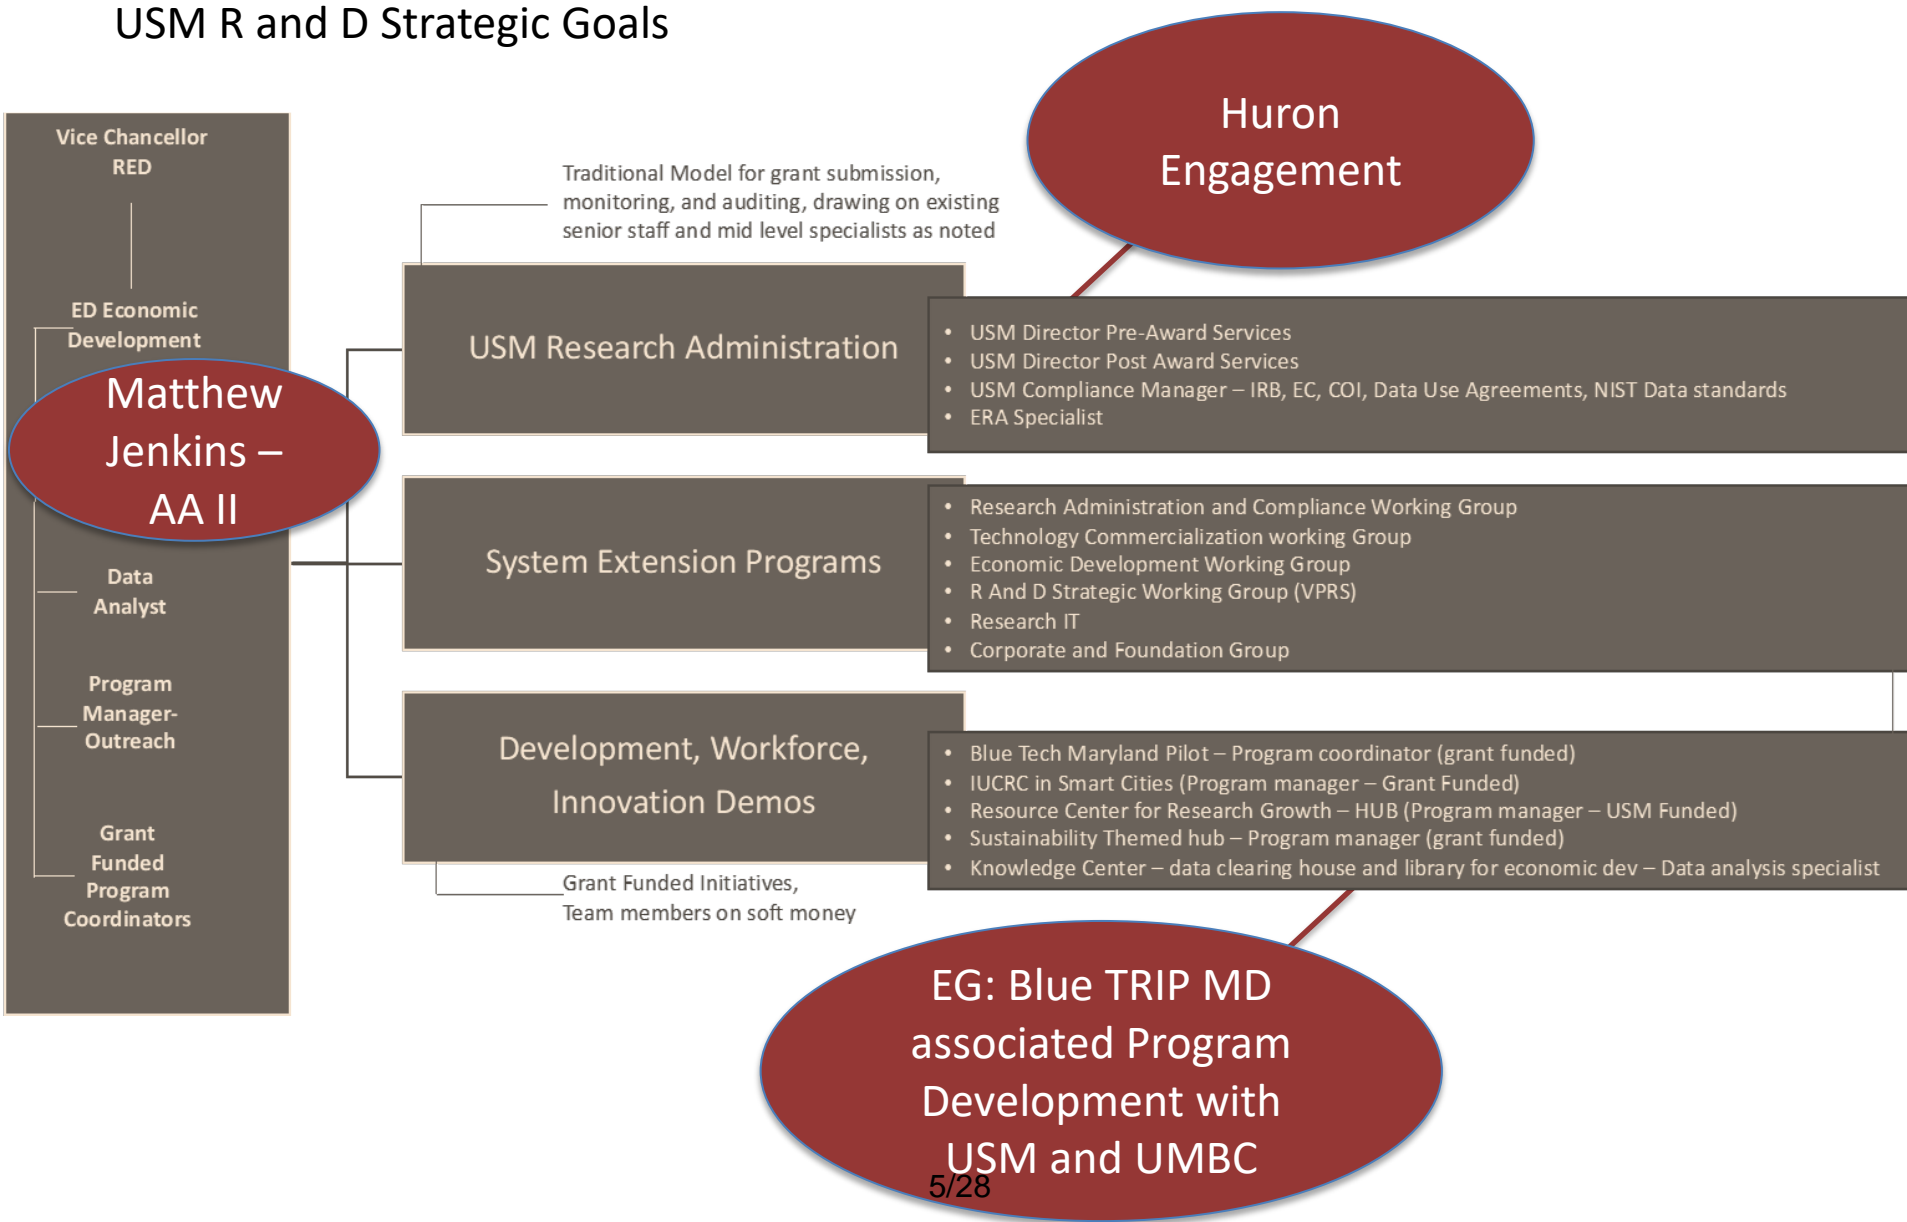 USM R and D Strategic Goals
Huron
Engagement
Vice Chancellor
RED
ED Economic
Development
Matthew
Jenkins –
AA II
Data
Analyst
Program
Manager-
Outreach
Grant
Funded
Program
Coordinators
Traditional Model for grant submission,
monitoring, and auditing, drawing on existing
senior staff and mid level specialists as noted
USM Research Administration
• USM Director Pre-Award Services
• USM Director Post Award Services
• USM Compliance Manager – IRB, EC, COI, Data Use Agreements, NIST Data standards
• ERA Specialist
System Extension Programs
• Research Administration and Compliance Working Group
• Technology Commercialization working Group
• Economic Development Working Group
• R And D Strategic Working Group (VPRS)
• Research IT
• Corporate and Foundation Group
Development, Workforce,
Innovation Demos
• Blue Tech Maryland Pilot – Program coordinator (grant funded)
• IUCRC in Smart Cities (Program manager – Grant Funded)
• Resource Center for Research Growth – HUB (Program manager – USM Funded)
• Sustainability Themed hub – Program manager (grant funded)
• Knowledge Center – data clearing house and library for economic dev – Data analysis specialist
Grant Funded Initiatives,
Team members on soft money
EG: Blue TRIP MD
associated Program
Development with
USM and UMBC
5/28